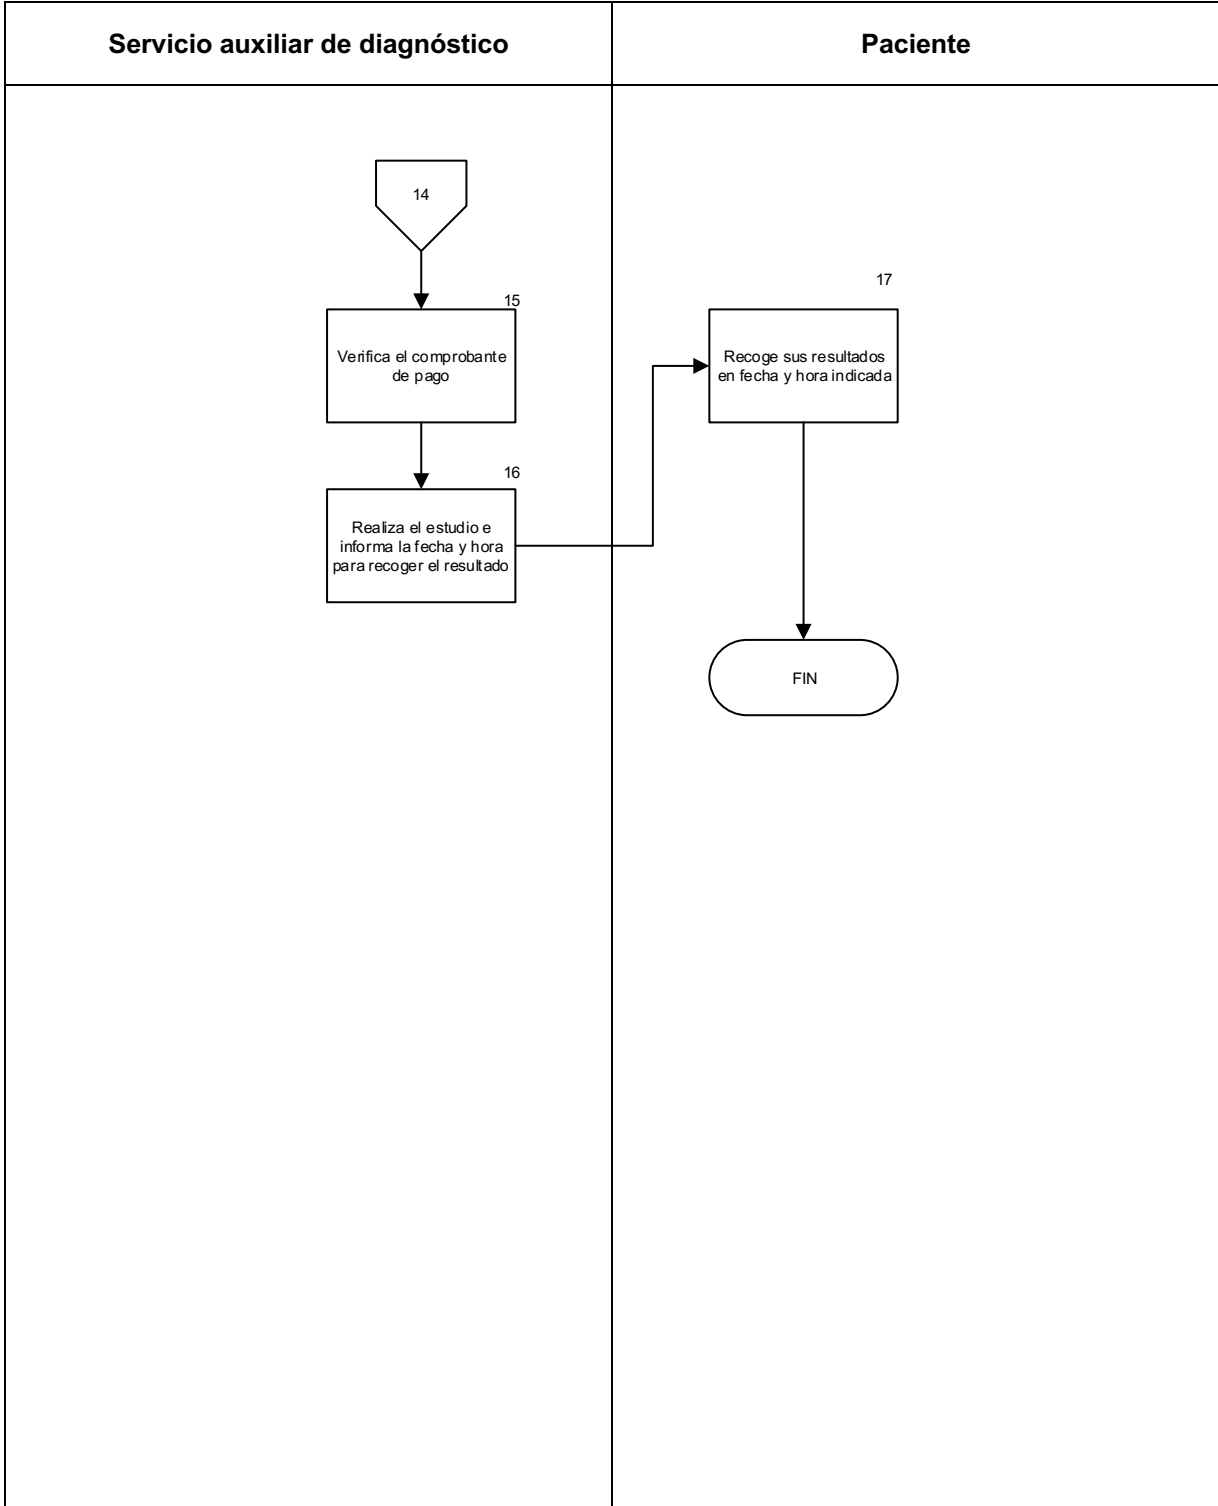 Servicio auxiliar de diagnóstico
Paciente
14
15
Verifica el comprobante
de pago
16
Realiza el estudio e
informa la fecha y hora
para recoger el resultado
17
Recoge sus resultados
en fecha y hora indicada
FIN